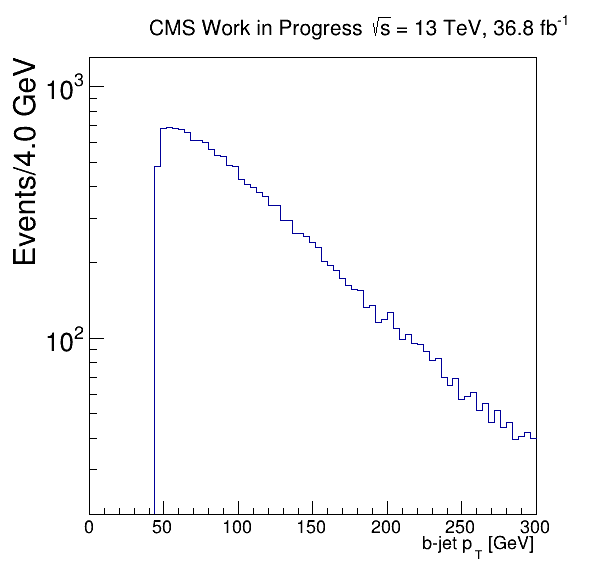 CMS Work in Progress √s = 13 TeV, 36.8 fb⁻¹
Events/4.0 GeV
10³
10²
0 50 100 150 200 250 300
b-jet p_T [GeV]